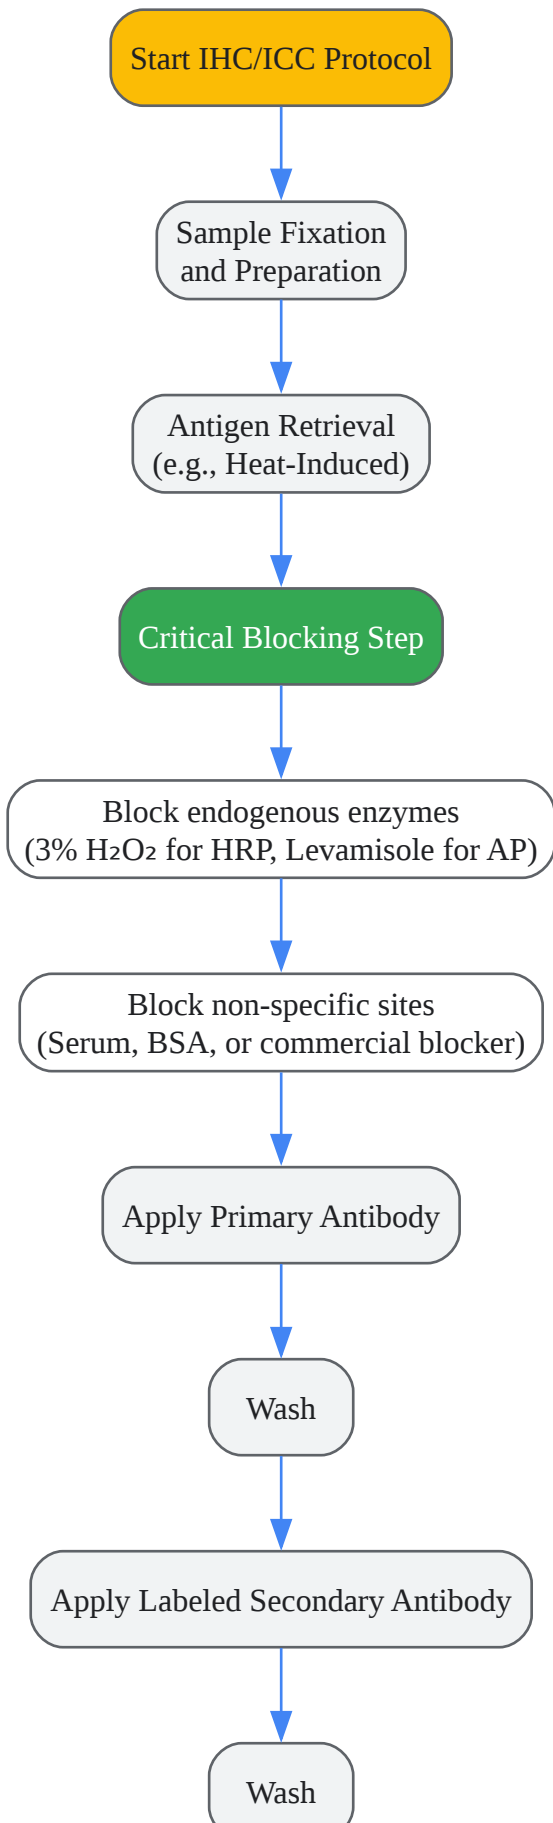 Start IHC/ICC Protocol
Sample Fixation
and Preparation
Antigen Retrieval
(e.g., Heat-Induced)
Critical Blocking Step
Block endogenous enzymes
(3% H₂O₂ for HRP, Levamisole for AP)
Block non-specific sites
(Serum, BSA, or commercial blocker)
Apply Primary Antibody
Wash
Apply Labeled Secondary Antibody
Wash